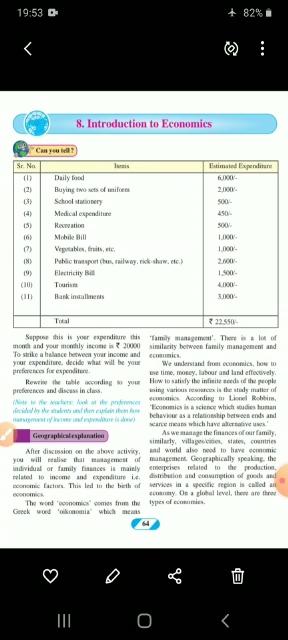 19:53
82%
8. Introduction to Economics
Can you tell ?
Sr. No. Items Estimated Expenditure
(1) Daily food 6,000/-
(2) Buying two sets of uniform 2,000/-
(3) School stationery 500/-
(4) Medical expenditure 450/-
(5) Recreation 500/-
(6) Mobile Bill 1,000/-
(7) Vegetables, fruits, etc. 1,000/-
(8) Public transport (bus, railway, rick-shaw, etc.) 2,600/-
(9) Electricity Bill 1,500/-
(10) Tourism 4,000/-
(11) Bank installments 3,000/-
Total ₹ 22,550/-
Suppose this is your expenditure this
month and your monthly income is ₹ 20000
To strike a balance between your income and
your expenditure, decide what will be your
preferences for expenditure.
Rewrite the table according to your
preferences and discuss in class.
(Note to the teachers: look at the preferences
decided by the students and then explain them how
management of income and expenditure is done)
Geographical explanation
After discussion on the above activity,
you will realise that management of
individual or family finances is mainly
related to income and expenditure i.e.
economic factors. This led to the birth of
economics.
The word 'economics' comes from the
Greek word 'oikonomia' which means
'family management'. There is a lot of
similarity between family management and
economics.
We understand from economics, how to
use time, money, labour and land effectively.
How to satisfy the infinite needs of the people
using various resources is the study matter of
economics. According to Lionel Robbins,
'Economics is a science which studies human
behaviour as a relationship between ends and
scarce means which have alternative uses.'
As we manage the finances of our family,
similarly, villages/cities, states, countries
and world also need to have economic
management. Geographically speaking, the
enterprises related to the production,
distribution and consumption of goods and
services in a specific region is called an
economy. On a global level, there are three
types of economies.
64